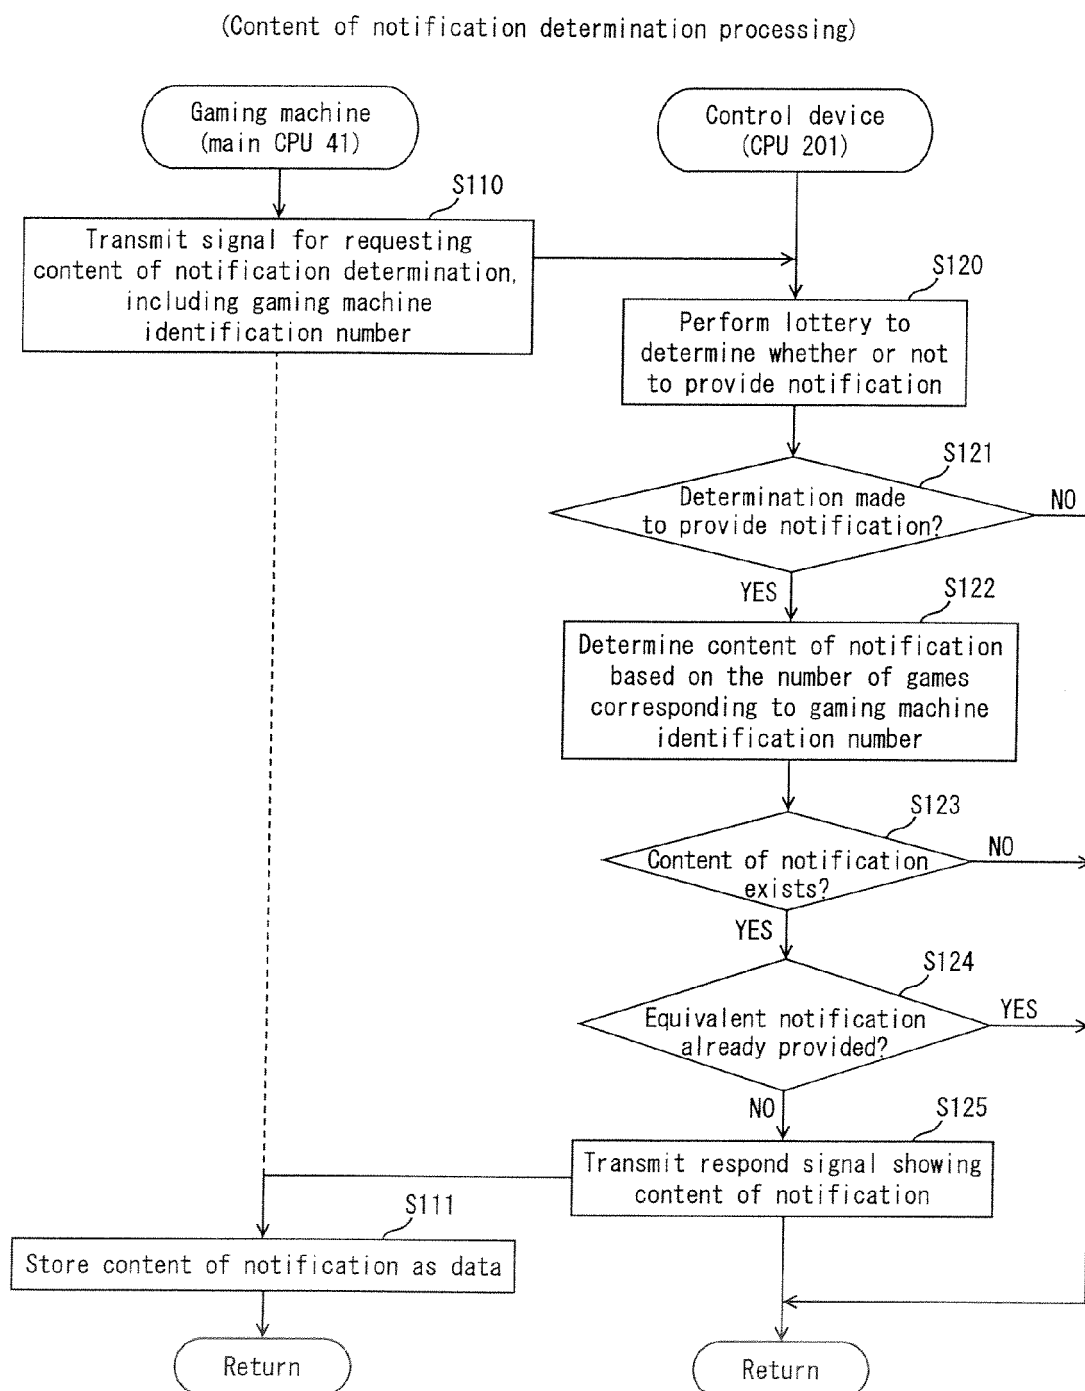 (Content of notification determination processing)
Gaming machine
(main CPU 41)
Control device
(CPU 201)
S110
Transmit signal for requesting
content of notification determination,
including gaming machine
identification number
S120
Perform lottery to
determine whether or not
to provide notification
S121
Determination made
to provide notification?
NO
YES
S122
Determine content of notification
based on the number of games
corresponding to gaming machine
identification number
S123
Content of notification
exists?
NO
YES
S124
Equivalent notification
already provided?
YES
NO
S125
Transmit respond signal showing
content of notification
S111
Store content of notification as data
Return
Return